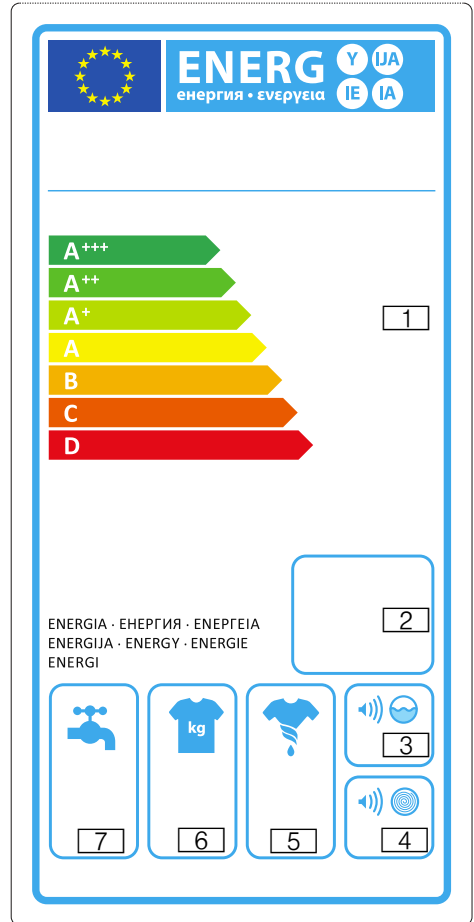 ENERG Y IJA
енергия · ενεργεια IE IA
A+++
A++
A+
1
A
B
C
D
2
ENERGIA · ЕНЕРГИЯ · ΕΝΕΡΓΕΙΑ
ENERGIJA · ENERGY · ENERGIE
ENERGI
kg
3
7 6 5 4